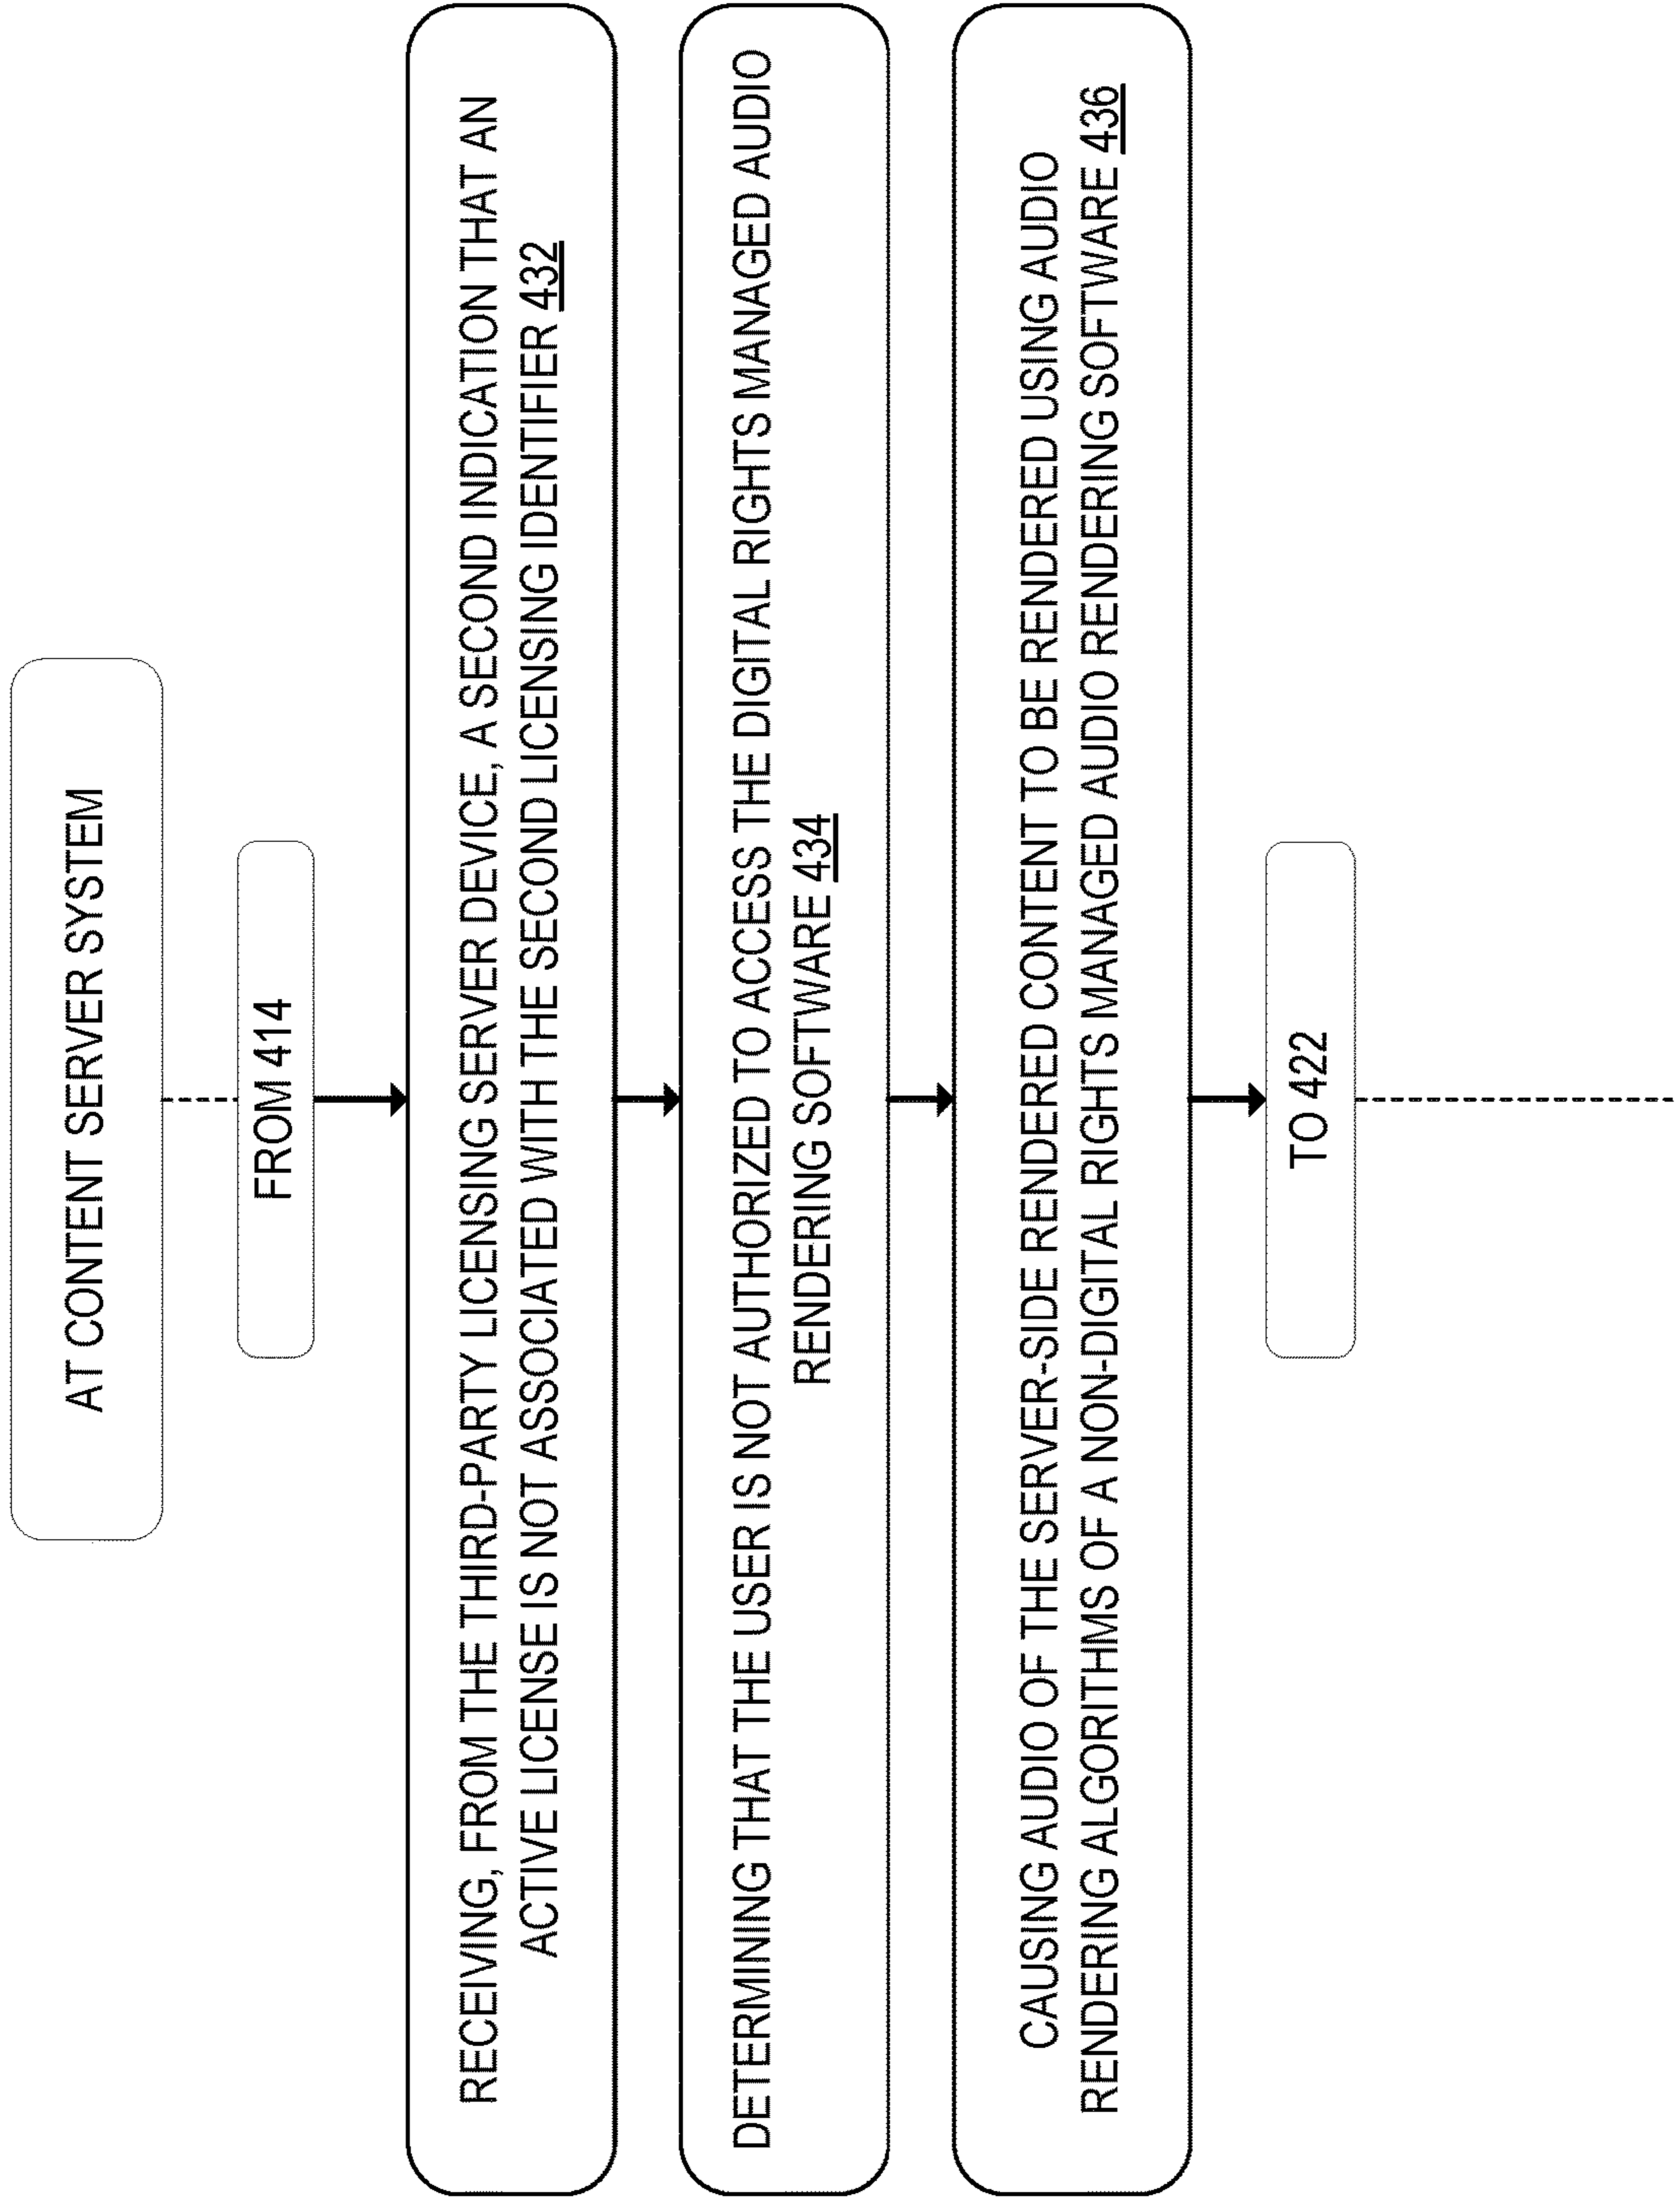 AT CONTENT SERVER SYSTEM
FROM 414
RECEIVING, FROM THE THIRD-PARTY LICENSING SERVER DEVICE, A SECOND INDICATION THAT AN
ACTIVE LICENSE IS NOT ASSOCIATED WITH THE SECOND LICENSING IDENTIFIER 432
DETERMINING THAT THE USER IS NOT AUTHORIZED TO ACCESS THE DIGITAL RIGHTS MANAGED AUDIO
RENDERING SOFTWARE 434
CAUSING AUDIO OF THE SERVER-SIDE RENDERED CONTENT TO BE RENDERED USING AUDIO
RENDERING ALGORITHMS OF A NON-DIGITAL RIGHTS MANAGED AUDIO RENDERING SOFTWARE 436
TO 422